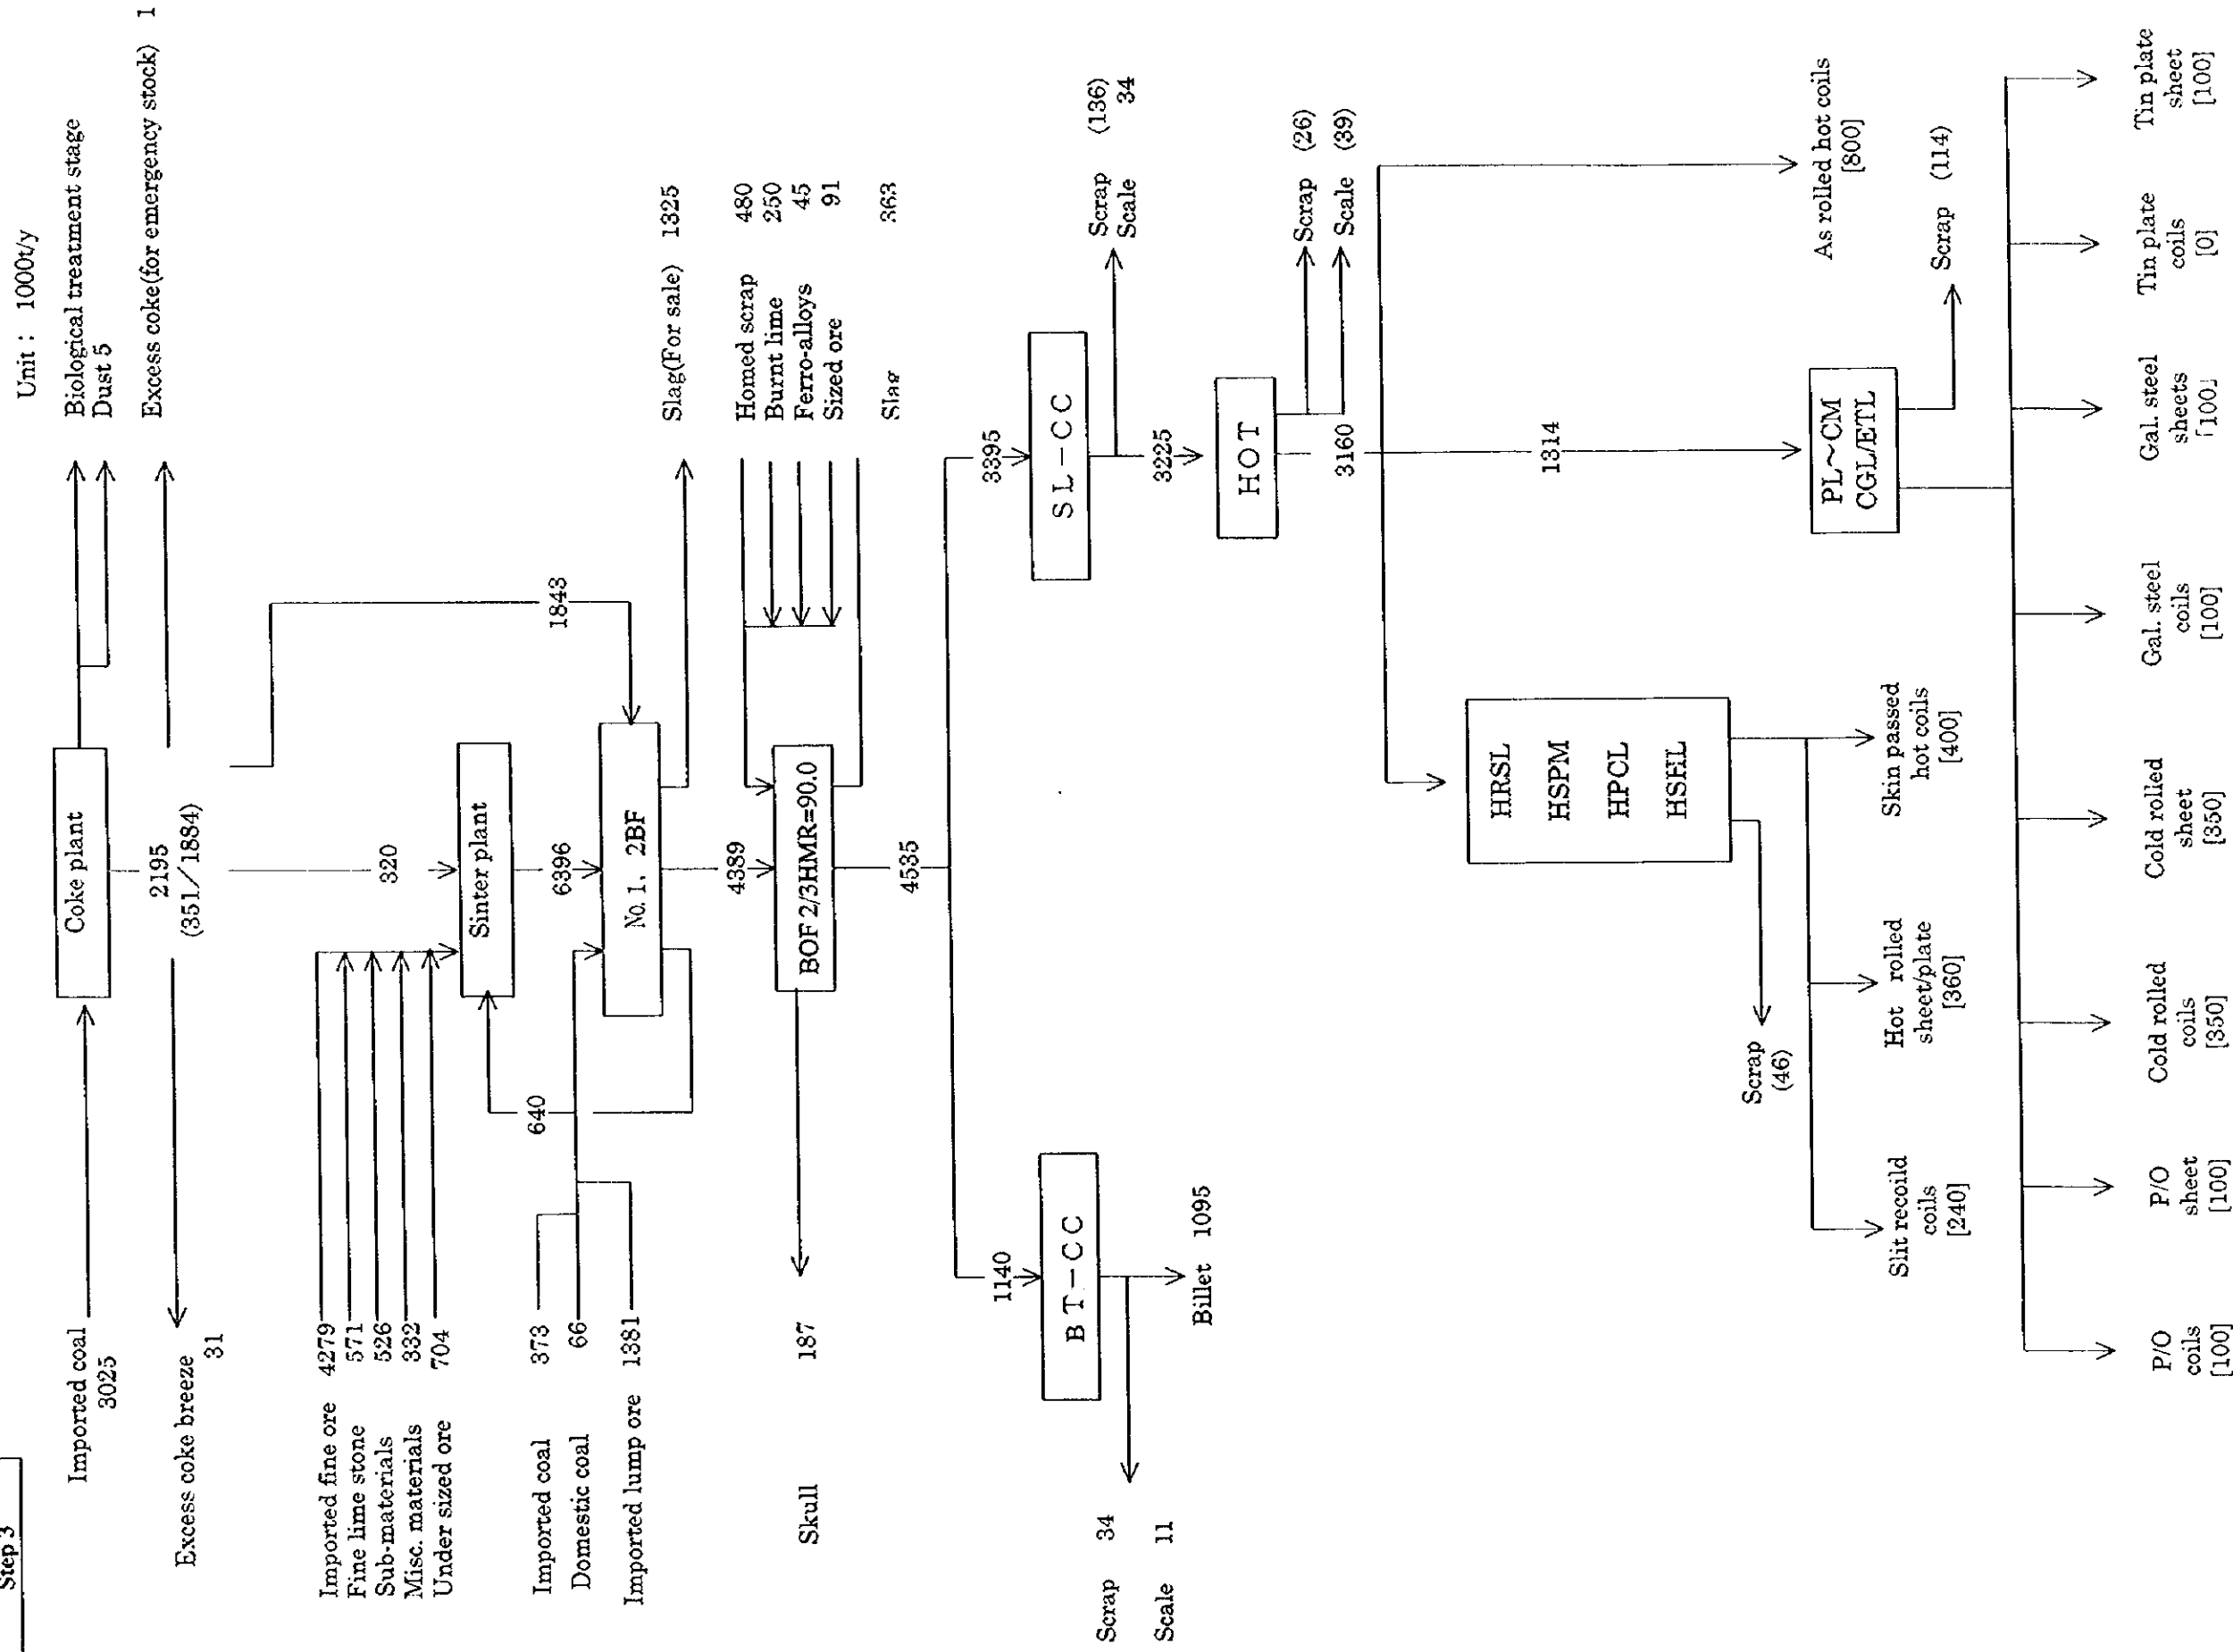 Step 3
Unit : 1000t/y
Imported coal
3025
Coke plant
Biological treatment stage
Dust 5
Excess coke breeze
31
2195
(351/1884)
Excess coke(for emergency stock) 1
Imported fine ore 4279
Fine lime stone 571
Sub-materials 526
Misc. materials 332
Under sized ore 704
320
Sinter plant
1843
640
6396
Imported coal 373
Domestic coal 66
Imported lump ore 1381
No. 1, 2BF
Slag(For sale) 1325
4389
Homed scrap 480
Burnt lime 250
Ferro-alloys 45
Sized ore 91
Skull 187
BOF 2/3HMR=90.0
Slag 363
4535
1140
3395
BT-CC
SL-CC
Scrap 34
Scale 11
Billet 1095
Scrap (136)
Scale 34
3225
HOT
Scrap (26)
Scale (39)
3160
1314
HRSL
HSPM
HPCL
HSHL
Scrap
(46)
Slit recoild
coils
[240]
Hot rolled
sheet/plate
[360]
Skin passed
hot coils
[400]
As rolled hot coils
[800]
PL~CM
CGL/ETL
Scrap (114)
P/O
coils
[100]
P/O
sheet
[100]
Cold rolled
coils
[350]
Cold rolled
sheet
[350]
Gal. steel
coils
[100]
Gal. steel
sheets
[100]
Tin plate
coils
[0]
Tin plate
sheet
[100]